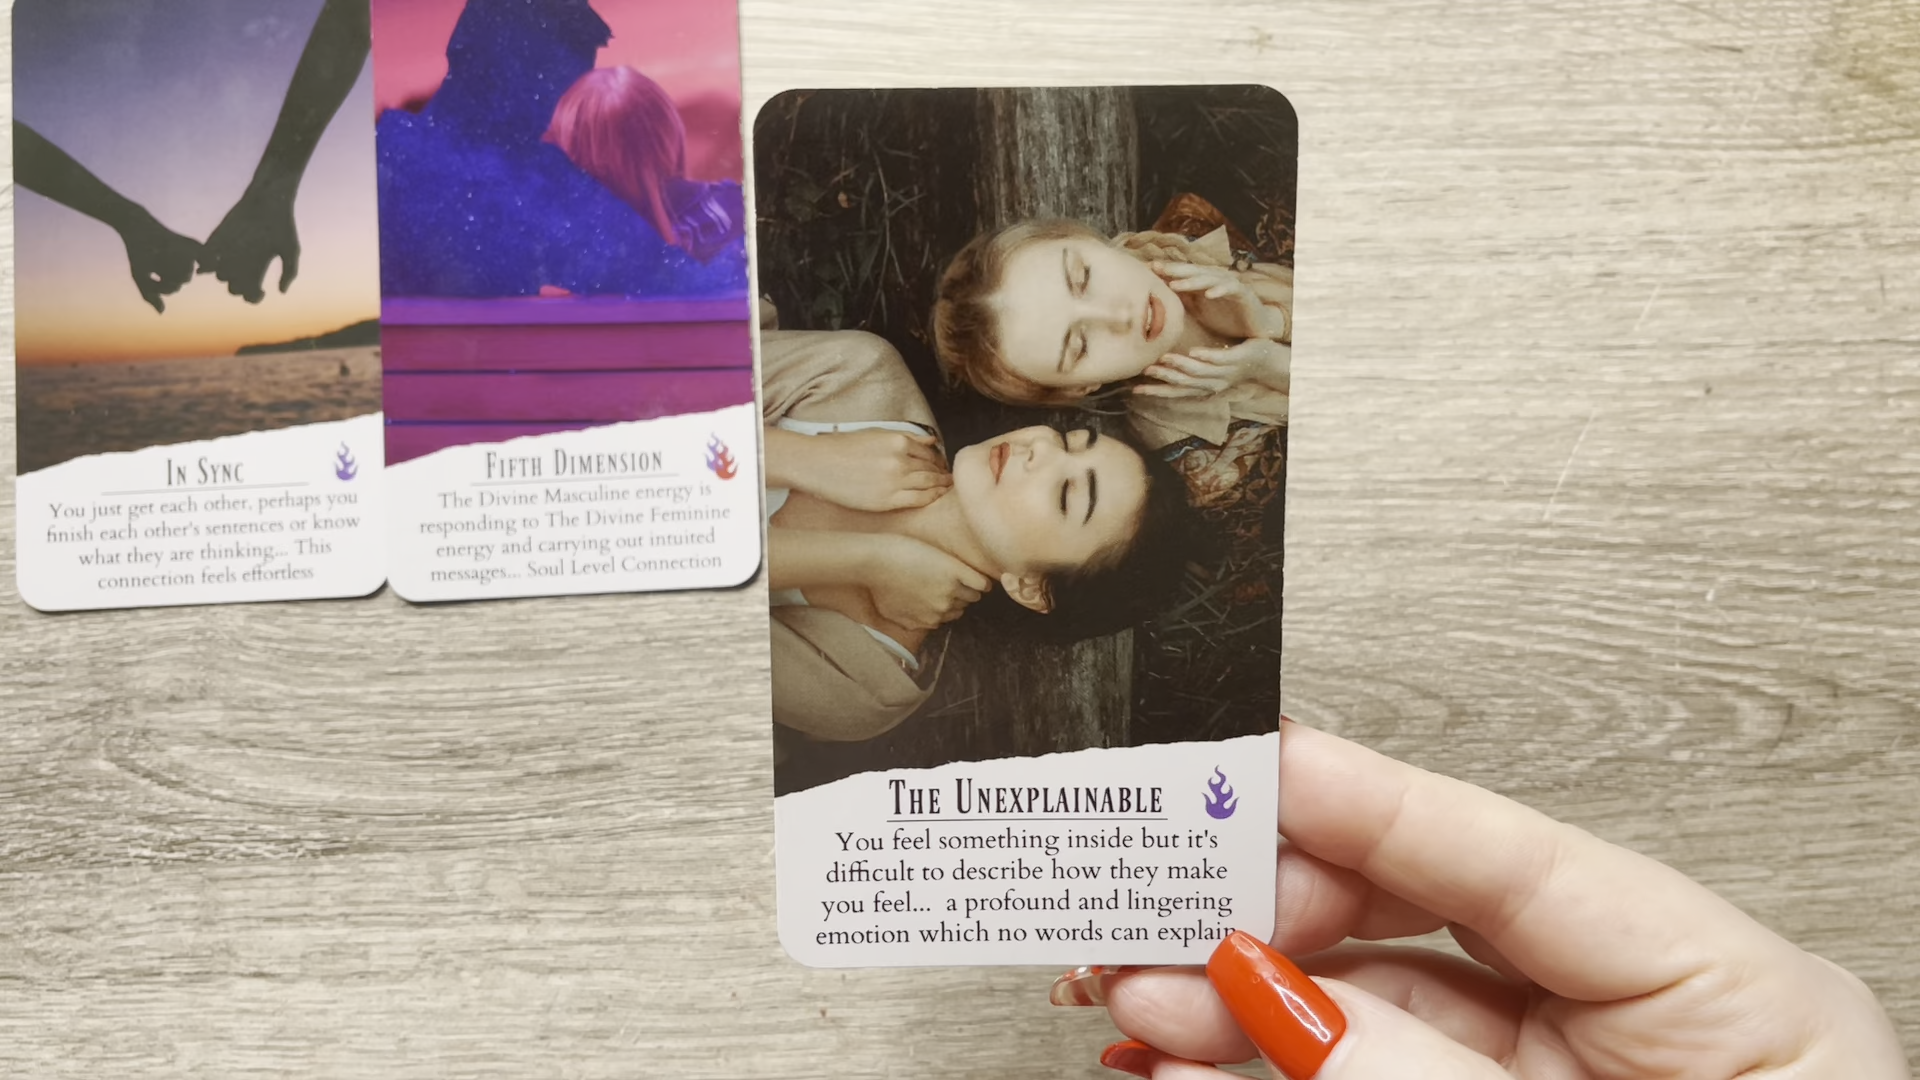 In Sync
You just get each other, perhaps you
finish each other's sentences or know
what they are thinking... This
connection feels effortless
Fifth Dimension
The Divine Masculine energy is
responding to The Divine Feminine
energy and carrying out intuited
messages... Soul Level Connection
The Unexplainable
You feel something inside but it's
difficult to describe how they make
you feel... a profound and lingering
emotion which no words can explain